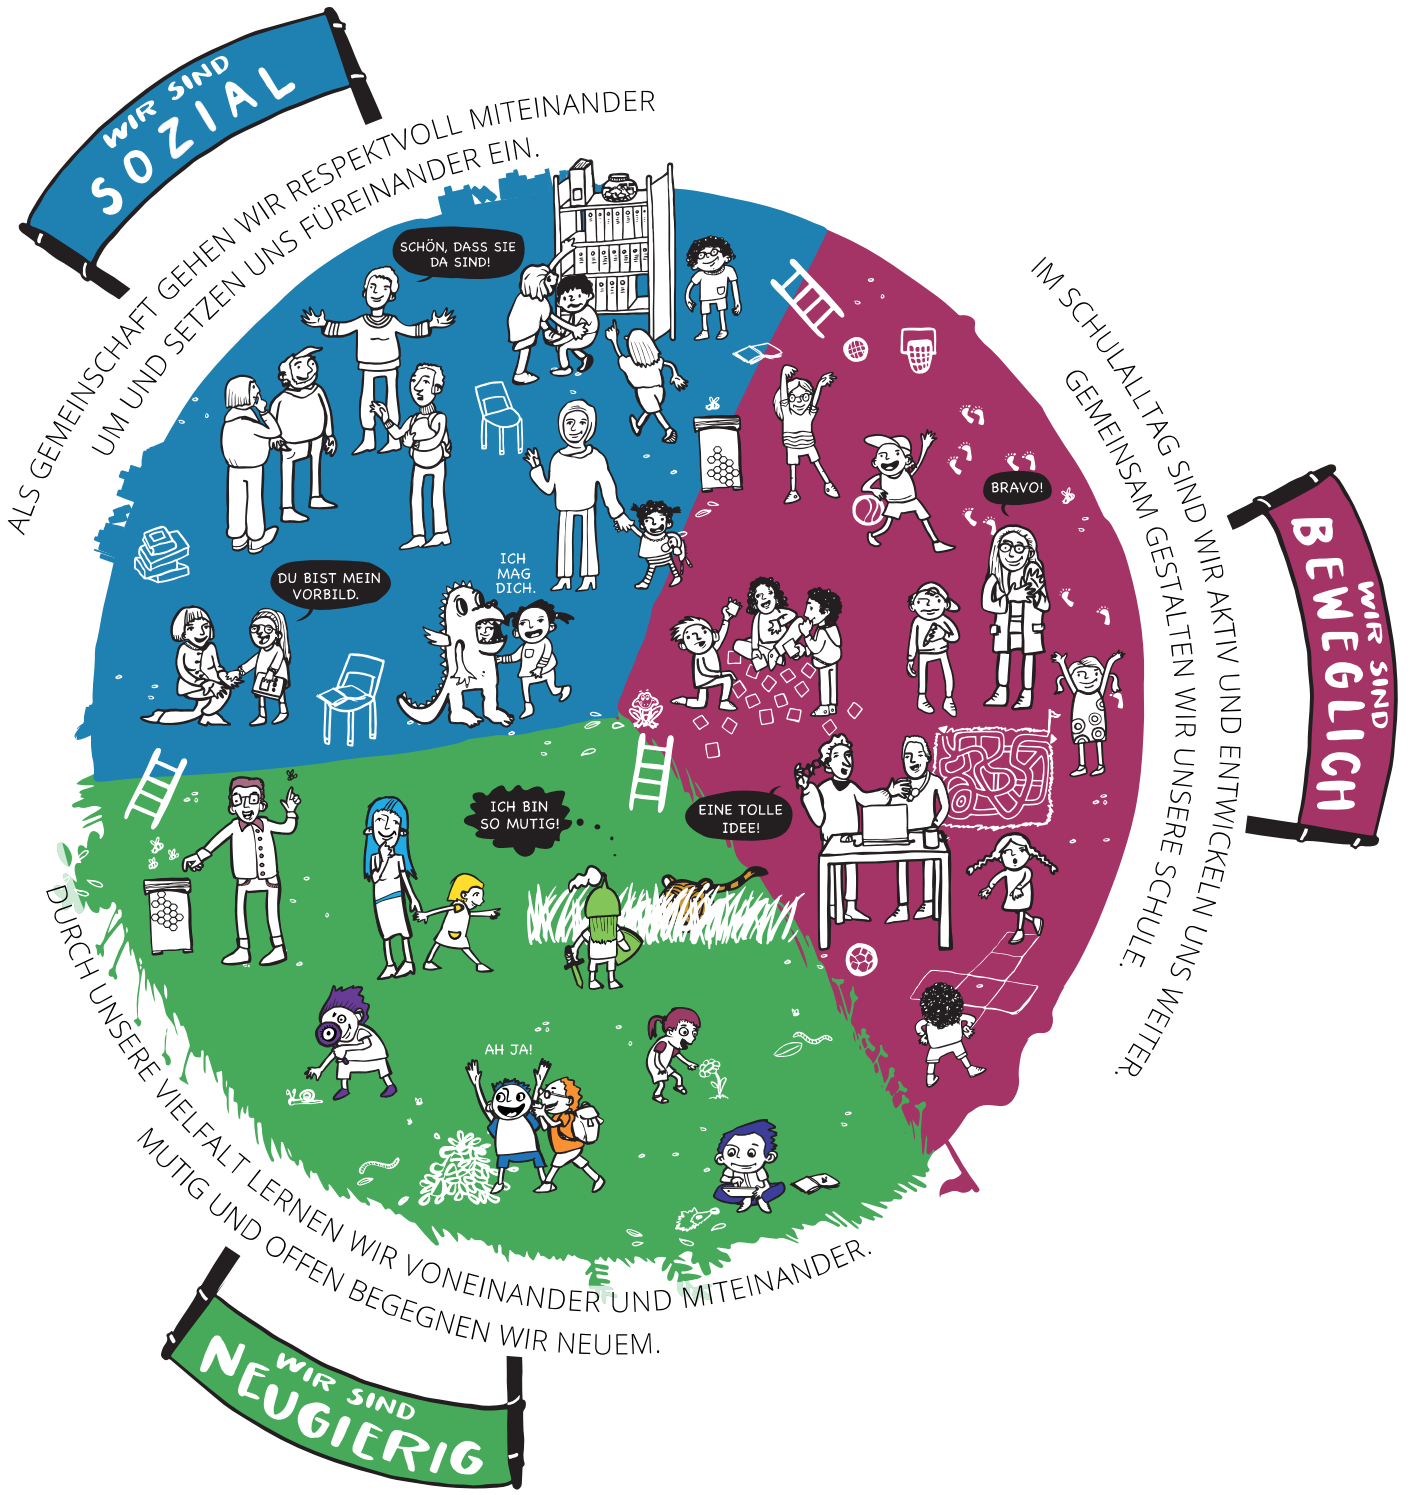 WIR SIND
SOZIAL
ALS GEMEINSCHAFT GEHEN WIR RESPEKTVOLL MITEINANDER
UM UND SETZEN UNS FÜREINANDER EIN.
SCHÖN, DASS SIE
DA SIND!
DU BIST MEIN
VORBILD.
ICH
MAG
DICH.
WIR SIND
BEWEGLICH
IM SCHULALLTAG SIND WIR AKTIV UND ENTWICKELN UNS WEITER.
GEMEINSAM GESTALTEN WIR UNSERE SCHULE.
BRAVO!
EINE TOLLE
IDEE!
ICH BIN
SO MUTIG!
AH JA!
DURCH UNSERE VIELFALT LERNEN WIR VONEINANDER UND MITEINANDER.
MUTIG UND OFFEN BEGEGNEN WIR NEUEM.
WIR SIND
NEUGIERIG